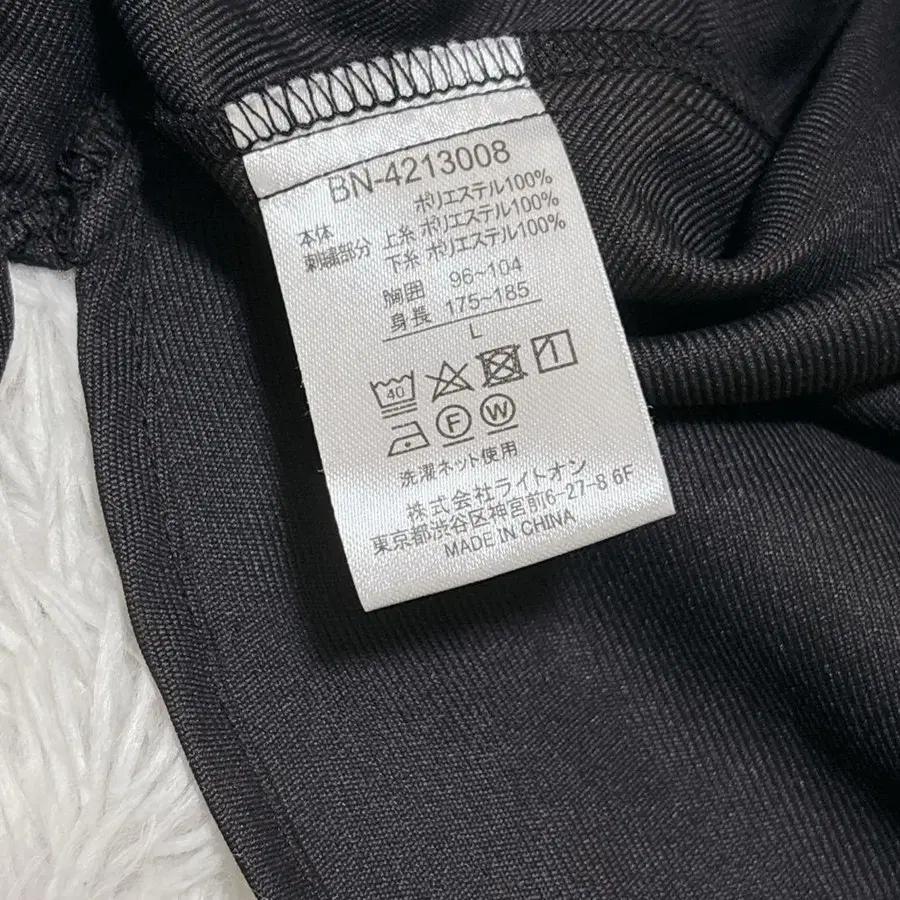 BN-4213008
本体 ポリエステル100%
刺繍部分 上糸 ポリエステル100%
下糸 ポリエステル100%
胸囲 96~104
身長 175~185
L
40
F W
洗濯ネット使用
株式会社ライトオン
東京都渋谷区神宮前6-27-8 6F
MADE IN CHINA